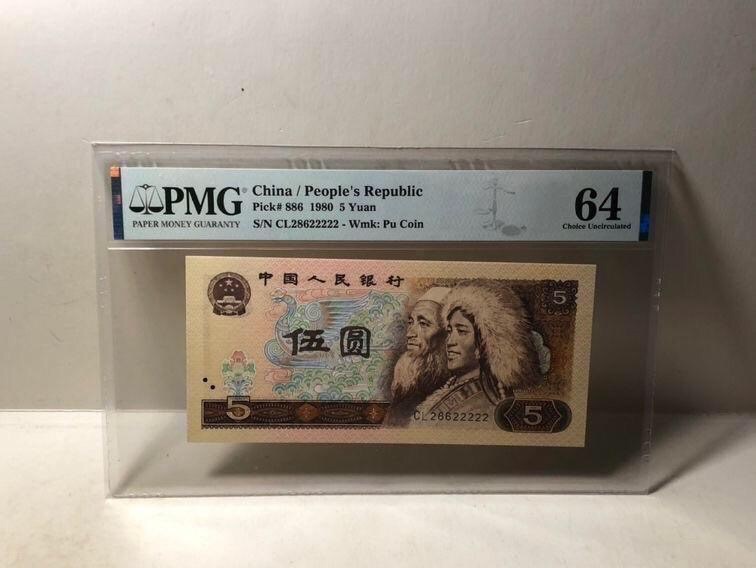 PMG
PAPER MONEY GUARANTY
China / People's Republic
Pick# 886 1980 5 Yuan
S/N CL28622222 - Wmk: Pu Coin
64
Choice Uncirculated
中国人民银行
5
伍圆
5
CL28622222
5